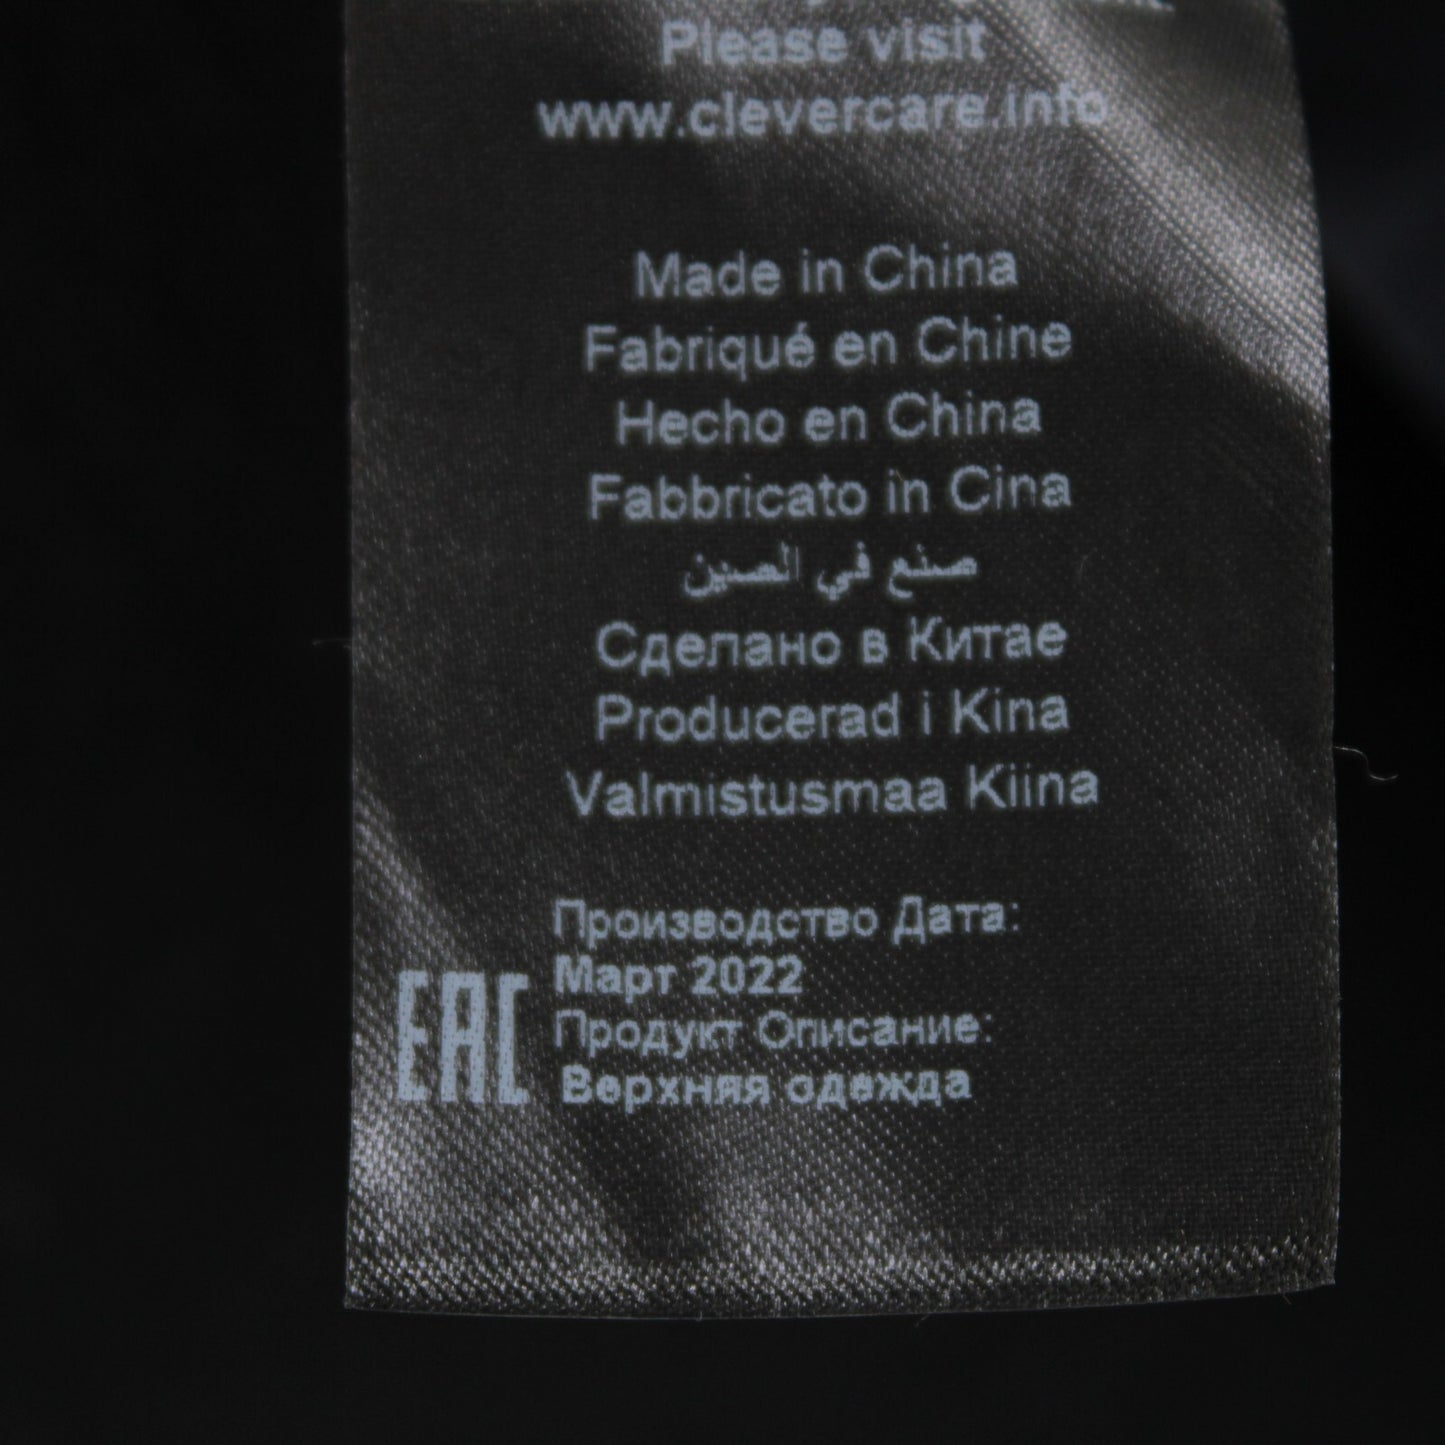 Please visit
www.clevercare.info
Made in China
Fabriqué en Chine
Hecho en China
Fabbricato in Cina
صنع في الصين
Сделано в Китае
Producerad i Kina
Valmistusmaa Kiina
Производство Дата:
Март 2022
EAC
Продукт Описание:
Верхняя одежда